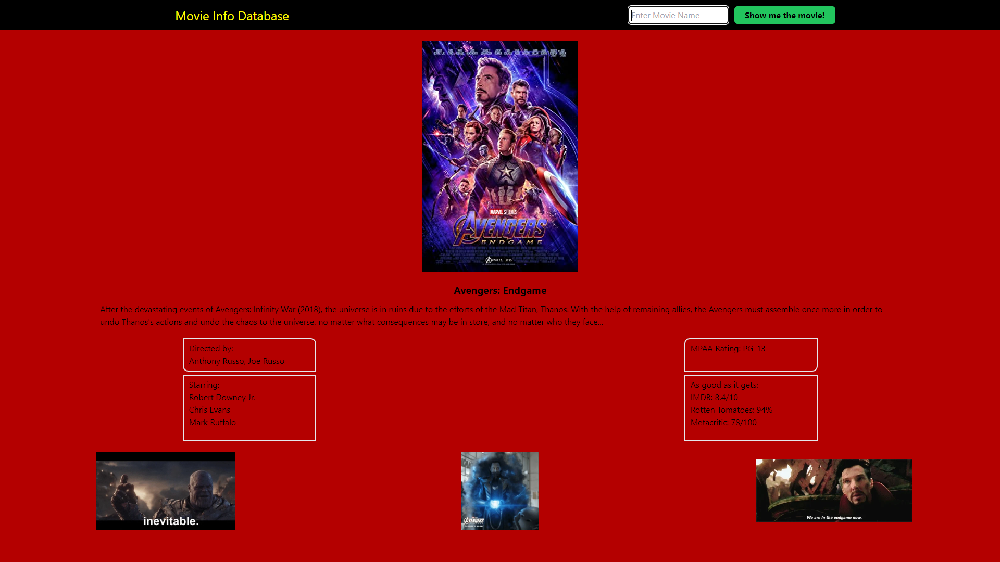 Movie Info Database
Enter Movie Name
Show me the movie!
MARVEL STUDIOS
AVENGERS
ENDGAME
APRIL 26
Avengers: Endgame
After the devastating events of Avengers: Infinity War (2018), the universe is in ruins due to the efforts of the Mad Titan, Thanos. With the help of remaining allies, the Avengers must assemble once more in order to
undo Thanos's actions and undo the chaos to the universe, no matter what consequences may be in store, and no matter who they face...
Directed by:
Anthony Russo, Joe Russo
MPAA Rating: PG-13
Starring:
Robert Downey Jr.
Chris Evans
Mark Ruffalo
As good as it gets:
IMDB: 8.4/10
Rotten Tomatoes: 94%
Metacritic: 78/100
inevitable.
AVENGERS
We are in the endgame now.